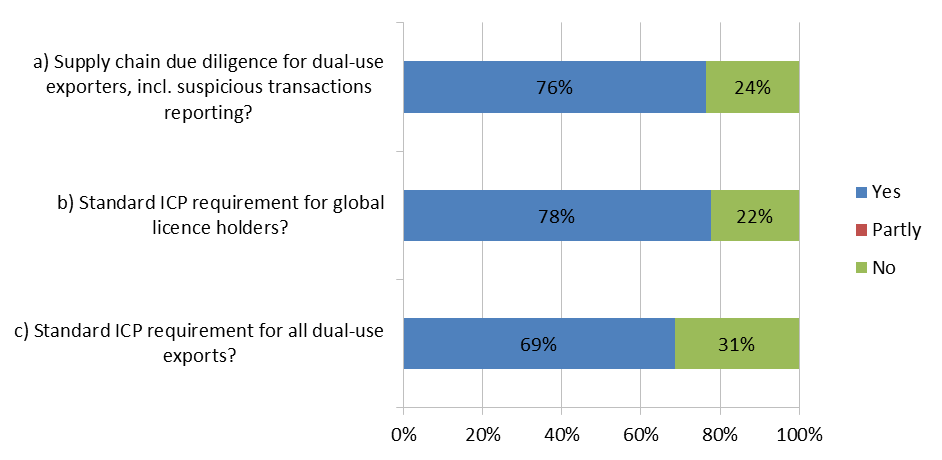 a) Supply chain due diligence for dual-use
exporters, incl. suspicious transactions
reporting?
76%
24%
b) Standard ICP requirement for global
licence holders?
78%
22%
c) Standard ICP requirement for all dual-use
exports?
69%
31%
Yes
Partly
No
0%
20%
40%
60%
80%
100%